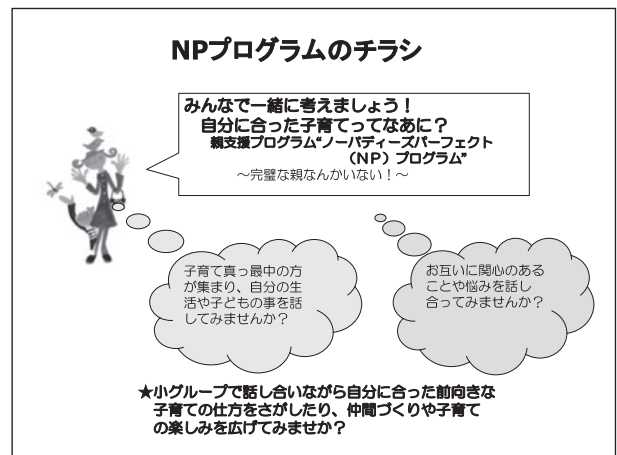 NPプログラムのチラシ
みんなで一緒に考えましょう！
自分に合った子育てってなあに？
親支援プログラム“ノーバディーズパーフェクト
（NP）プログラム”
～完璧な親なんかいない！～
子育て真っ最中の方
が集まり、自分の生
活や子どもの事を話
してみませんか？
お互いに関心のある
ことや悩みを話し
合ってみませんか？
★小グループで話し合いながら自分に合った前向きな
子育ての仕方をさがしたり、仲間づくりや子育て
の楽しみを広げてみませか？